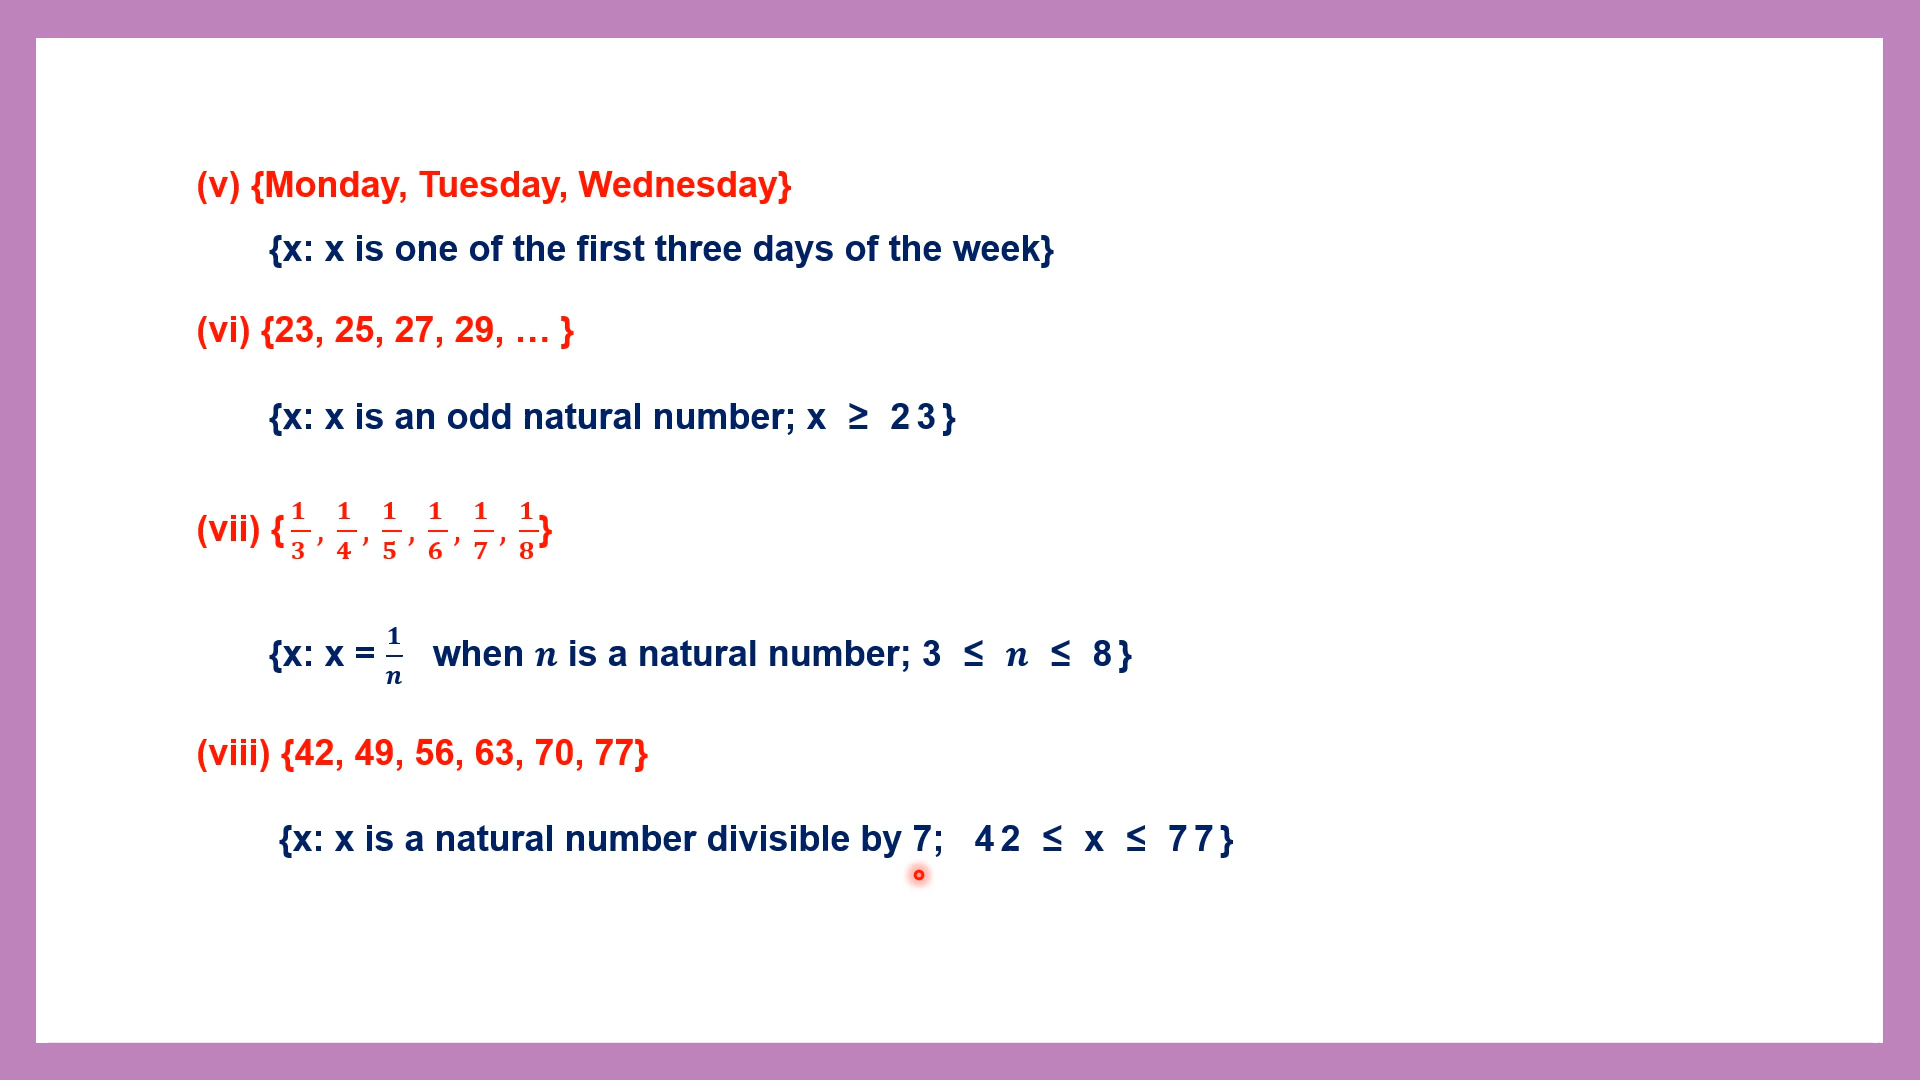 (v) {Monday, Tuesday, Wednesday}
{x: x is one of the first three days of the week}
(vi) {23, 25, 27, 29, … }
{x: x is an odd natural number; x ≥ 23}
(vii) {1/3, 1/4, 1/5, 1/6, 1/7, 1/8}
{x: x = 1/n when n is a natural number; 3 ≤ n ≤ 8}
(viii) {42, 49, 56, 63, 70, 77}
{x: x is a natural number divisible by 7; 42 ≤ x ≤ 77}